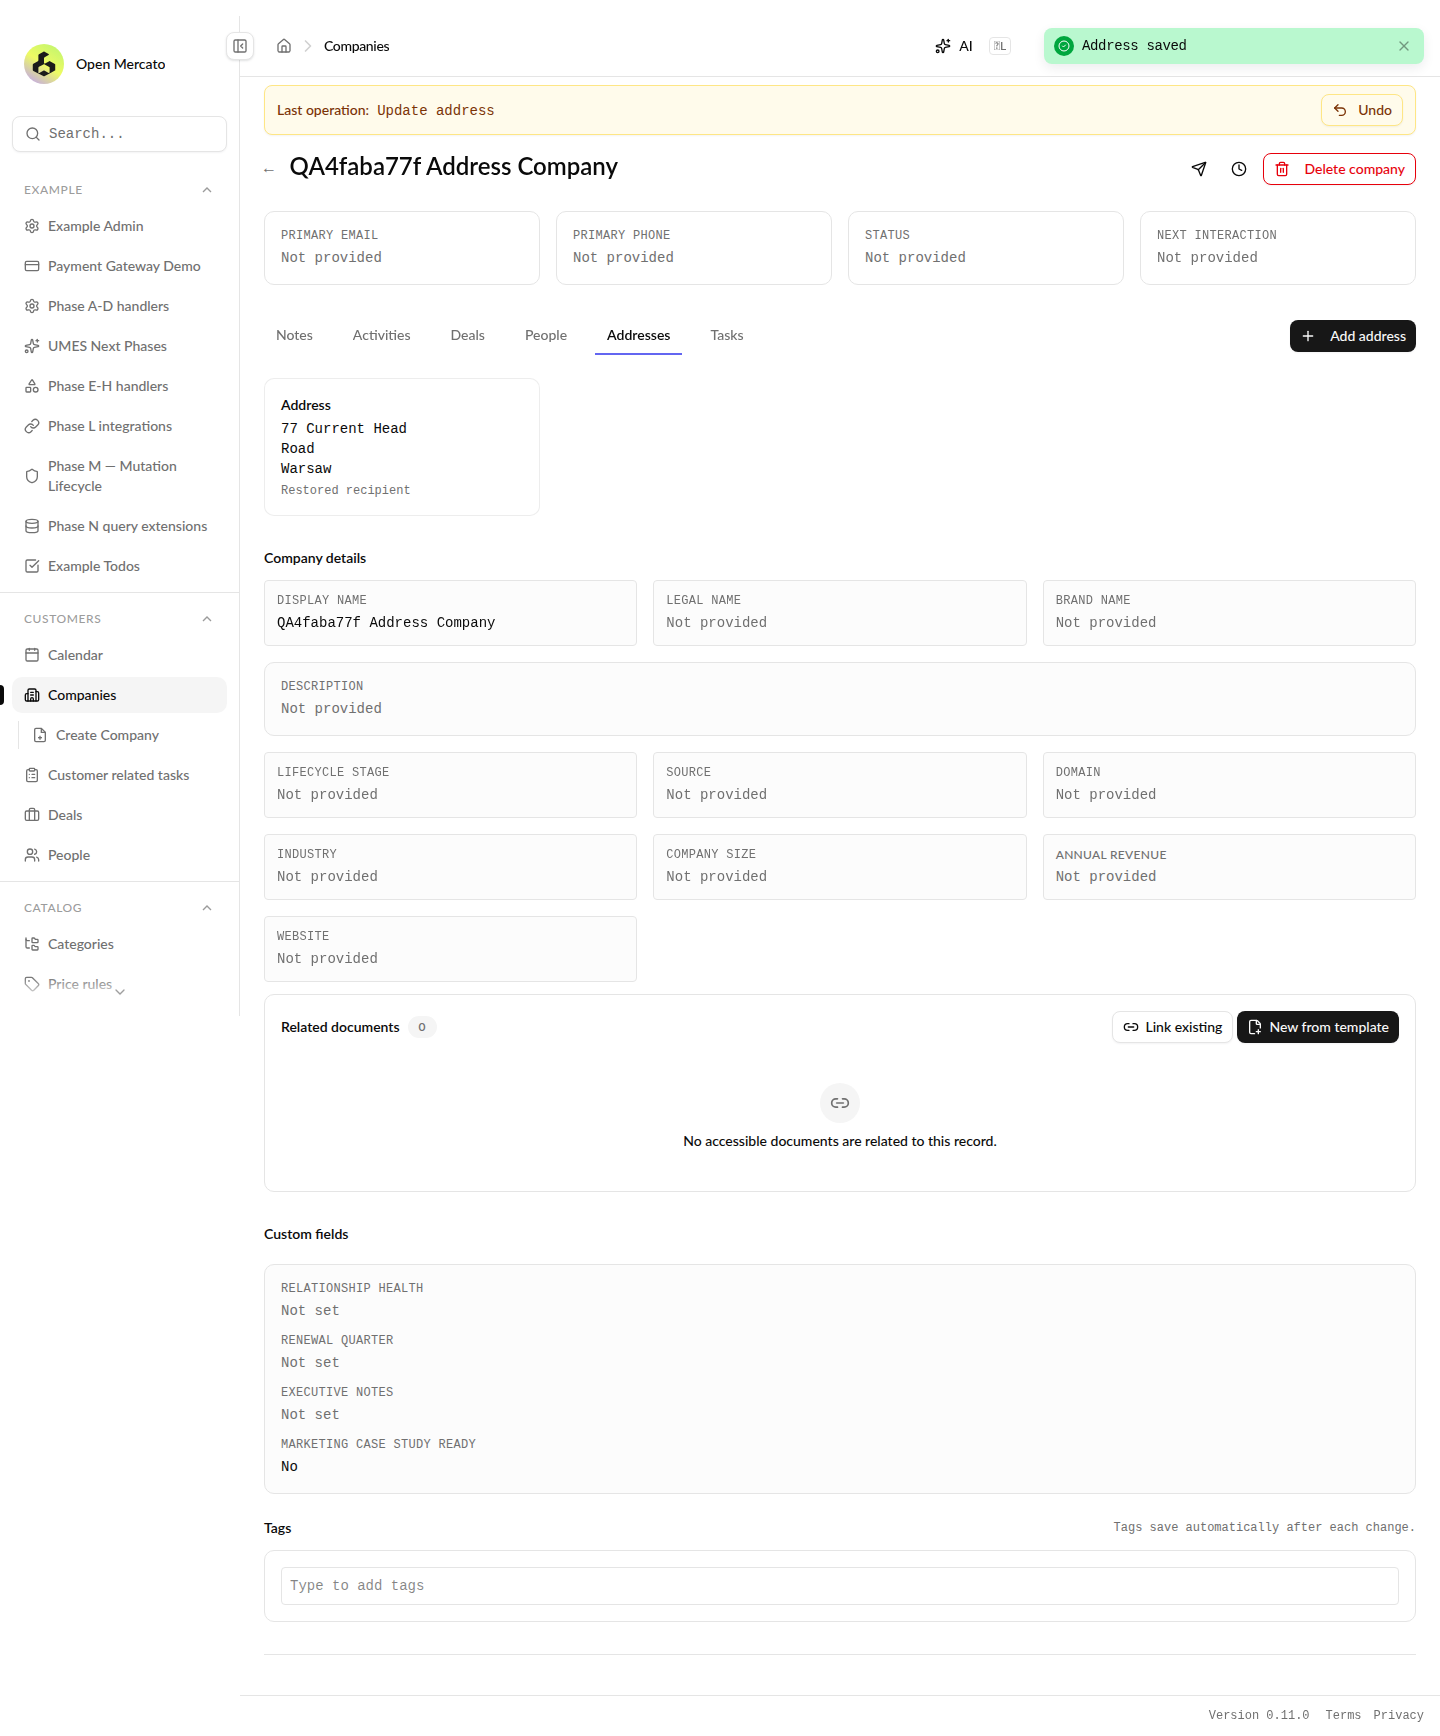 Open Mercato
Companies
AI
L
Address saved
Search...
Last operation: Update address
Undo
← QA4faba77f Address Company
Delete company
EXAMPLE
Example Admin
Payment Gateway Demo
Phase A-D handlers
UMES Next Phases
Phase E-H handlers
Phase L integrations
Phase M — Mutation
Lifecycle
Phase N query extensions
Example Todos
CUSTOMERS
Calendar
Companies
Create Company
Customer related tasks
Deals
People
CATALOG
Categories
Price rules
PRIMARY EMAIL
Not provided
PRIMARY PHONE
Not provided
STATUS
Not provided
NEXT INTERACTION
Not provided
Notes
Activities
Deals
People
Addresses
Tasks
Add address
Address
77 Current Head
Road
Warsaw
Restored recipient
Company details
DISPLAY NAME
QA4faba77f Address Company
LEGAL NAME
Not provided
BRAND NAME
Not provided
DESCRIPTION
Not provided
LIFECYCLE STAGE
Not provided
SOURCE
Not provided
DOMAIN
Not provided
INDUSTRY
Not provided
COMPANY SIZE
Not provided
ANNUAL REVENUE
Not provided
WEBSITE
Not provided
Related documents 0
Link existing
New from template
No accessible documents are related to this record.
Custom fields
RELATIONSHIP HEALTH
Not set
RENEWAL QUARTER
Not set
EXECUTIVE NOTES
Not set
MARKETING CASE STUDY READY
No
Tags
Tags save automatically after each change.
Type to add tags
Version 0.11.0
Terms
Privacy